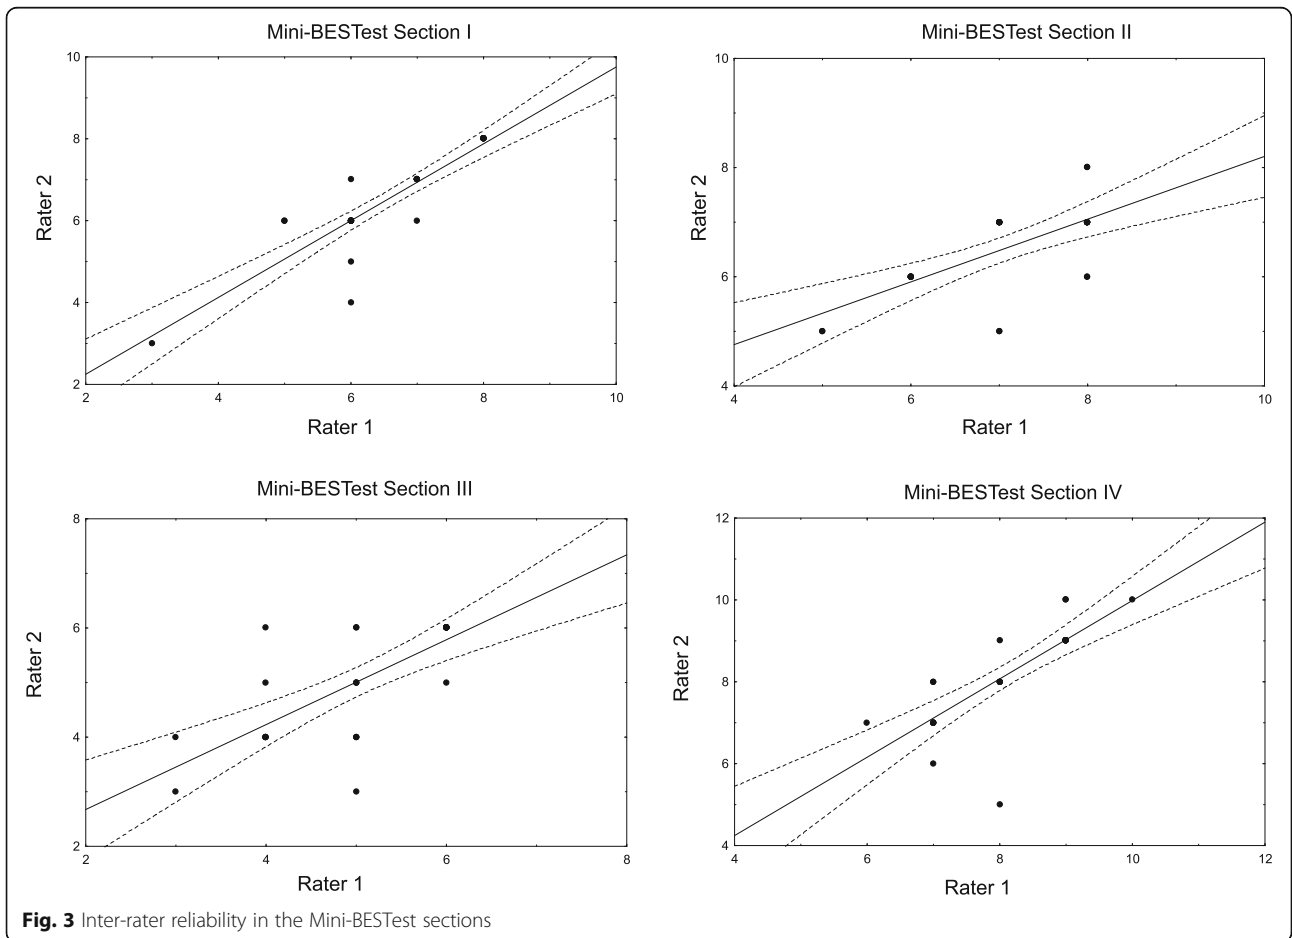 Mini-BESTest Section I
10
8
6
4
2
Rater 2
2 4 6 8 10
Rater 1
Mini-BESTest Section II
10
8
6
4
Rater 2
4 6 8 10
Rater 1
Mini-BESTest Section III
8
6
4
2
Rater 2
2 4 6 8
Rater 1
Mini-BESTest Section IV
12
10
8
6
4
Rater 2
4 6 8 10 12
Rater 1
Fig. 3 Inter-rater reliability in the Mini-BESTest sections